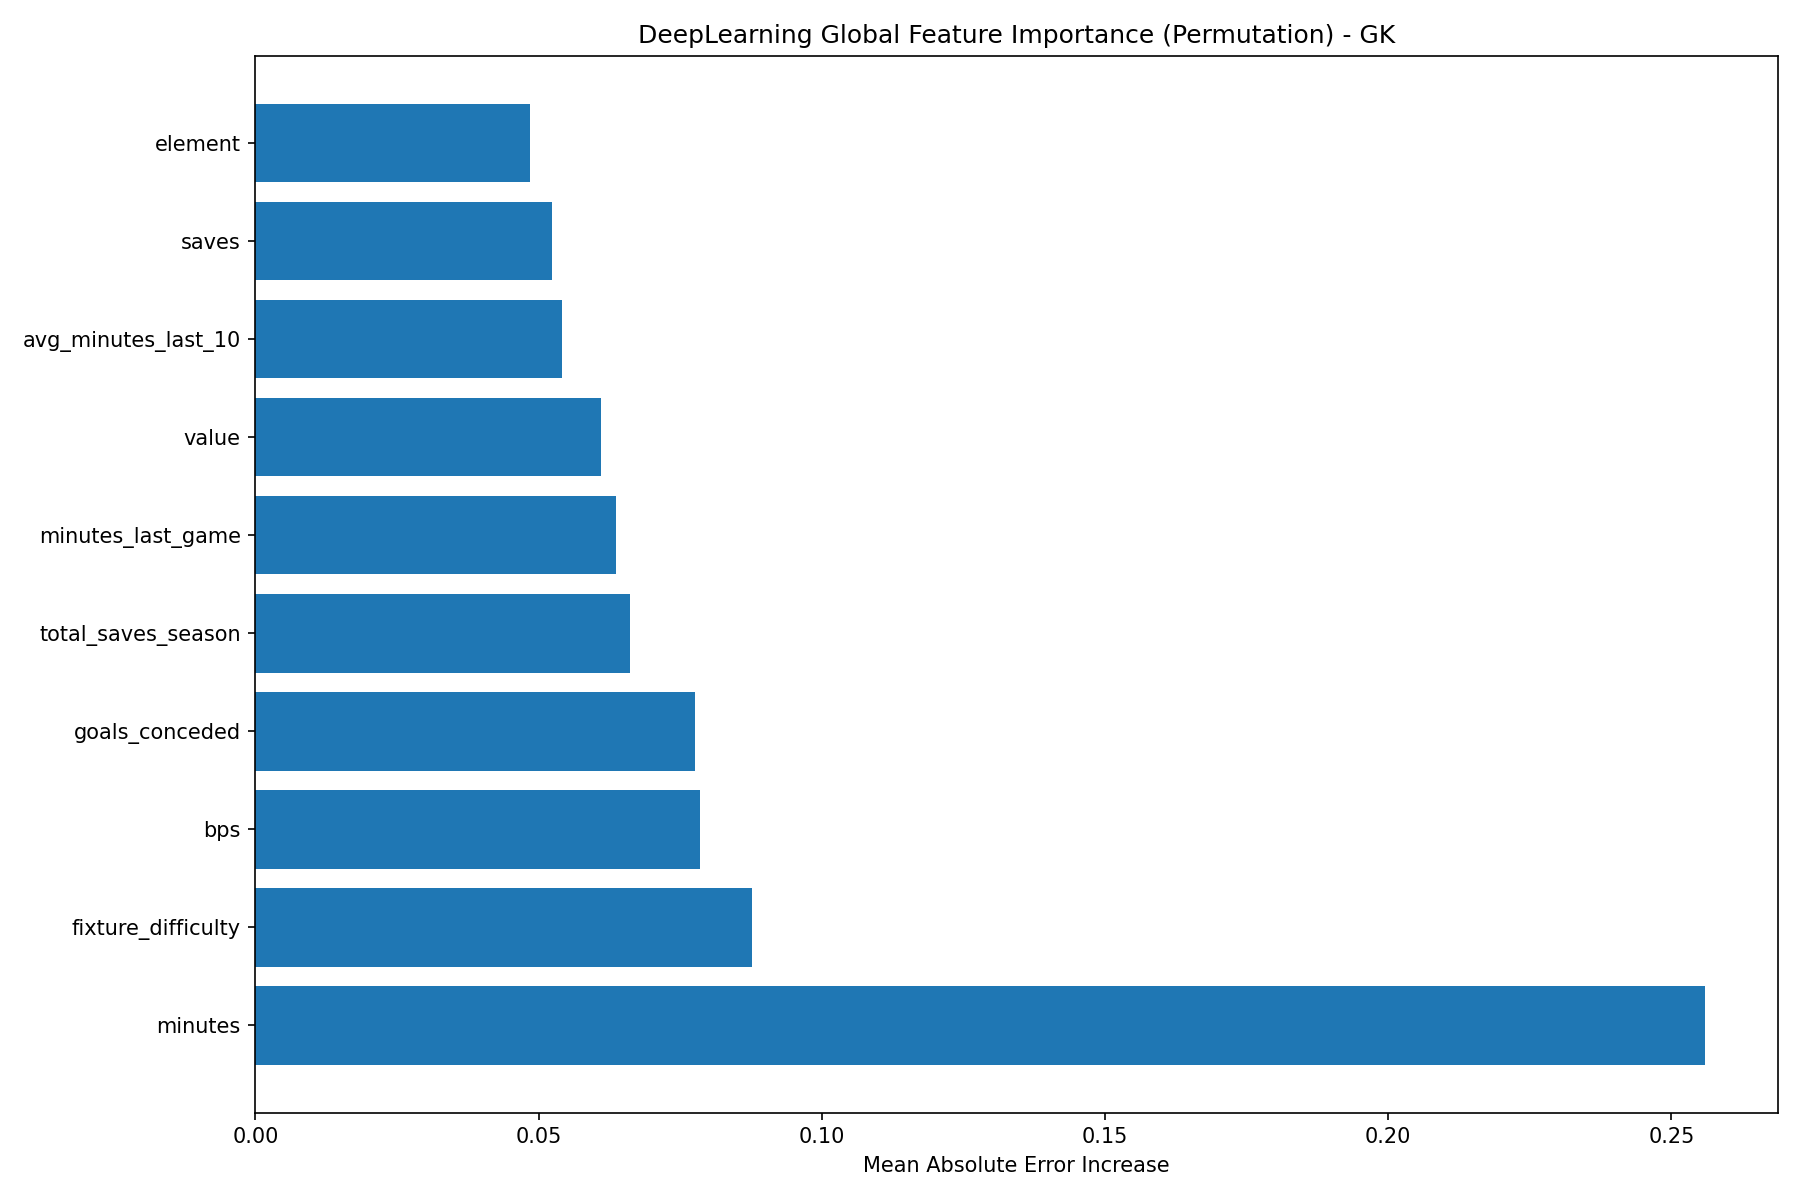 DeepLearning Global Feature Importance (Permutation) - GK
element
saves
avg_minutes_last_10
value
minutes_last_game
total_saves_season
goals_conceded
bps
fixture_difficulty
minutes
0.00 0.05 0.10 0.15 0.20 0.25
Mean Absolute Error Increase